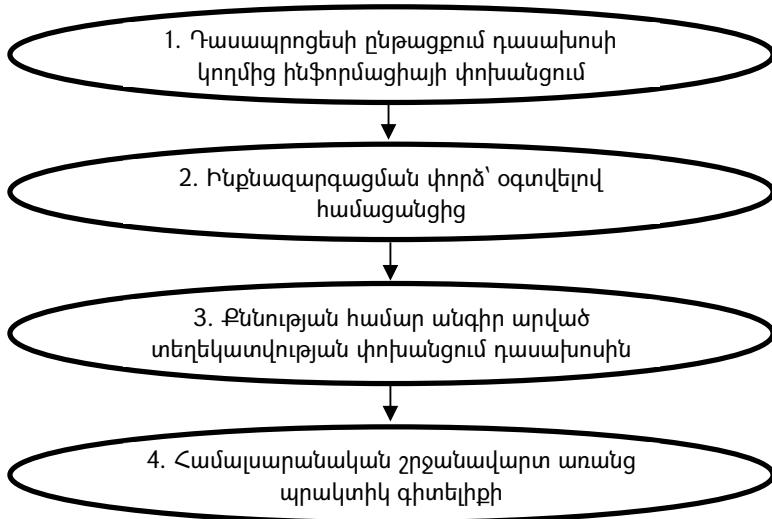 1. Դասապրոցեսի ընթացքում դասախոսի
կողմից ինֆորմացիայի փոխանցում
2. Ինքնազարգացման փորձ՝ օգտվելով
համացանցից
3. Քննության համար անգիր արված
տեղեկատվության փոխանցում դասախոսին
4. Համալսարանական շրջանավարտ առանց
պրակտիկ գիտելիքի